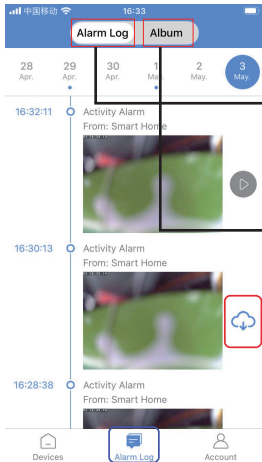 中国移动 16:33
Alarm Log Album
28 29 30 1 2 3
Apr. Apr. Apr. May. May. May.
16:32:11 Activity Alarm
From: Smart Home
16:30:13 Activity Alarm
From: Smart Home
16:28:38 Activity Alarm
From: Smart Home
Devices Alarm Log Account